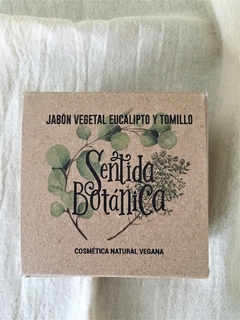 JABÓN VEGETAL EUCALIPTO Y TOMILLO
Sentida
Botánica
COSMÉTICA NATURAL VEGANA